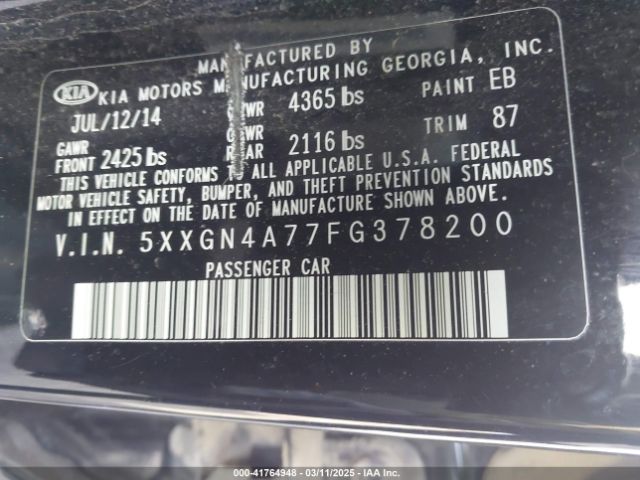 MANUFACTURED BY
KIA KIA MOTORS MANUFACTURING GEORGIA, INC.
JUL/12/14 GVWR 4365 lbs PAINT EB
GAWR FRONT 2425 lbs GAWR REAR 2116 lbs TRIM 87
THIS VEHICLE CONFORMS TO ALL APPLICABLE U.S.A. FEDERAL
MOTOR VEHICLE SAFETY, BUMPER, AND THEFT PREVENTION STANDARDS
IN EFFECT ON THE DATE OF MANUFACTURE SHOWN ABOVE.
V.I.N. 5XXGN4A77FG378200
PASSENGER CAR
000-41764948 - 03/11/2025 - IAAI.COM